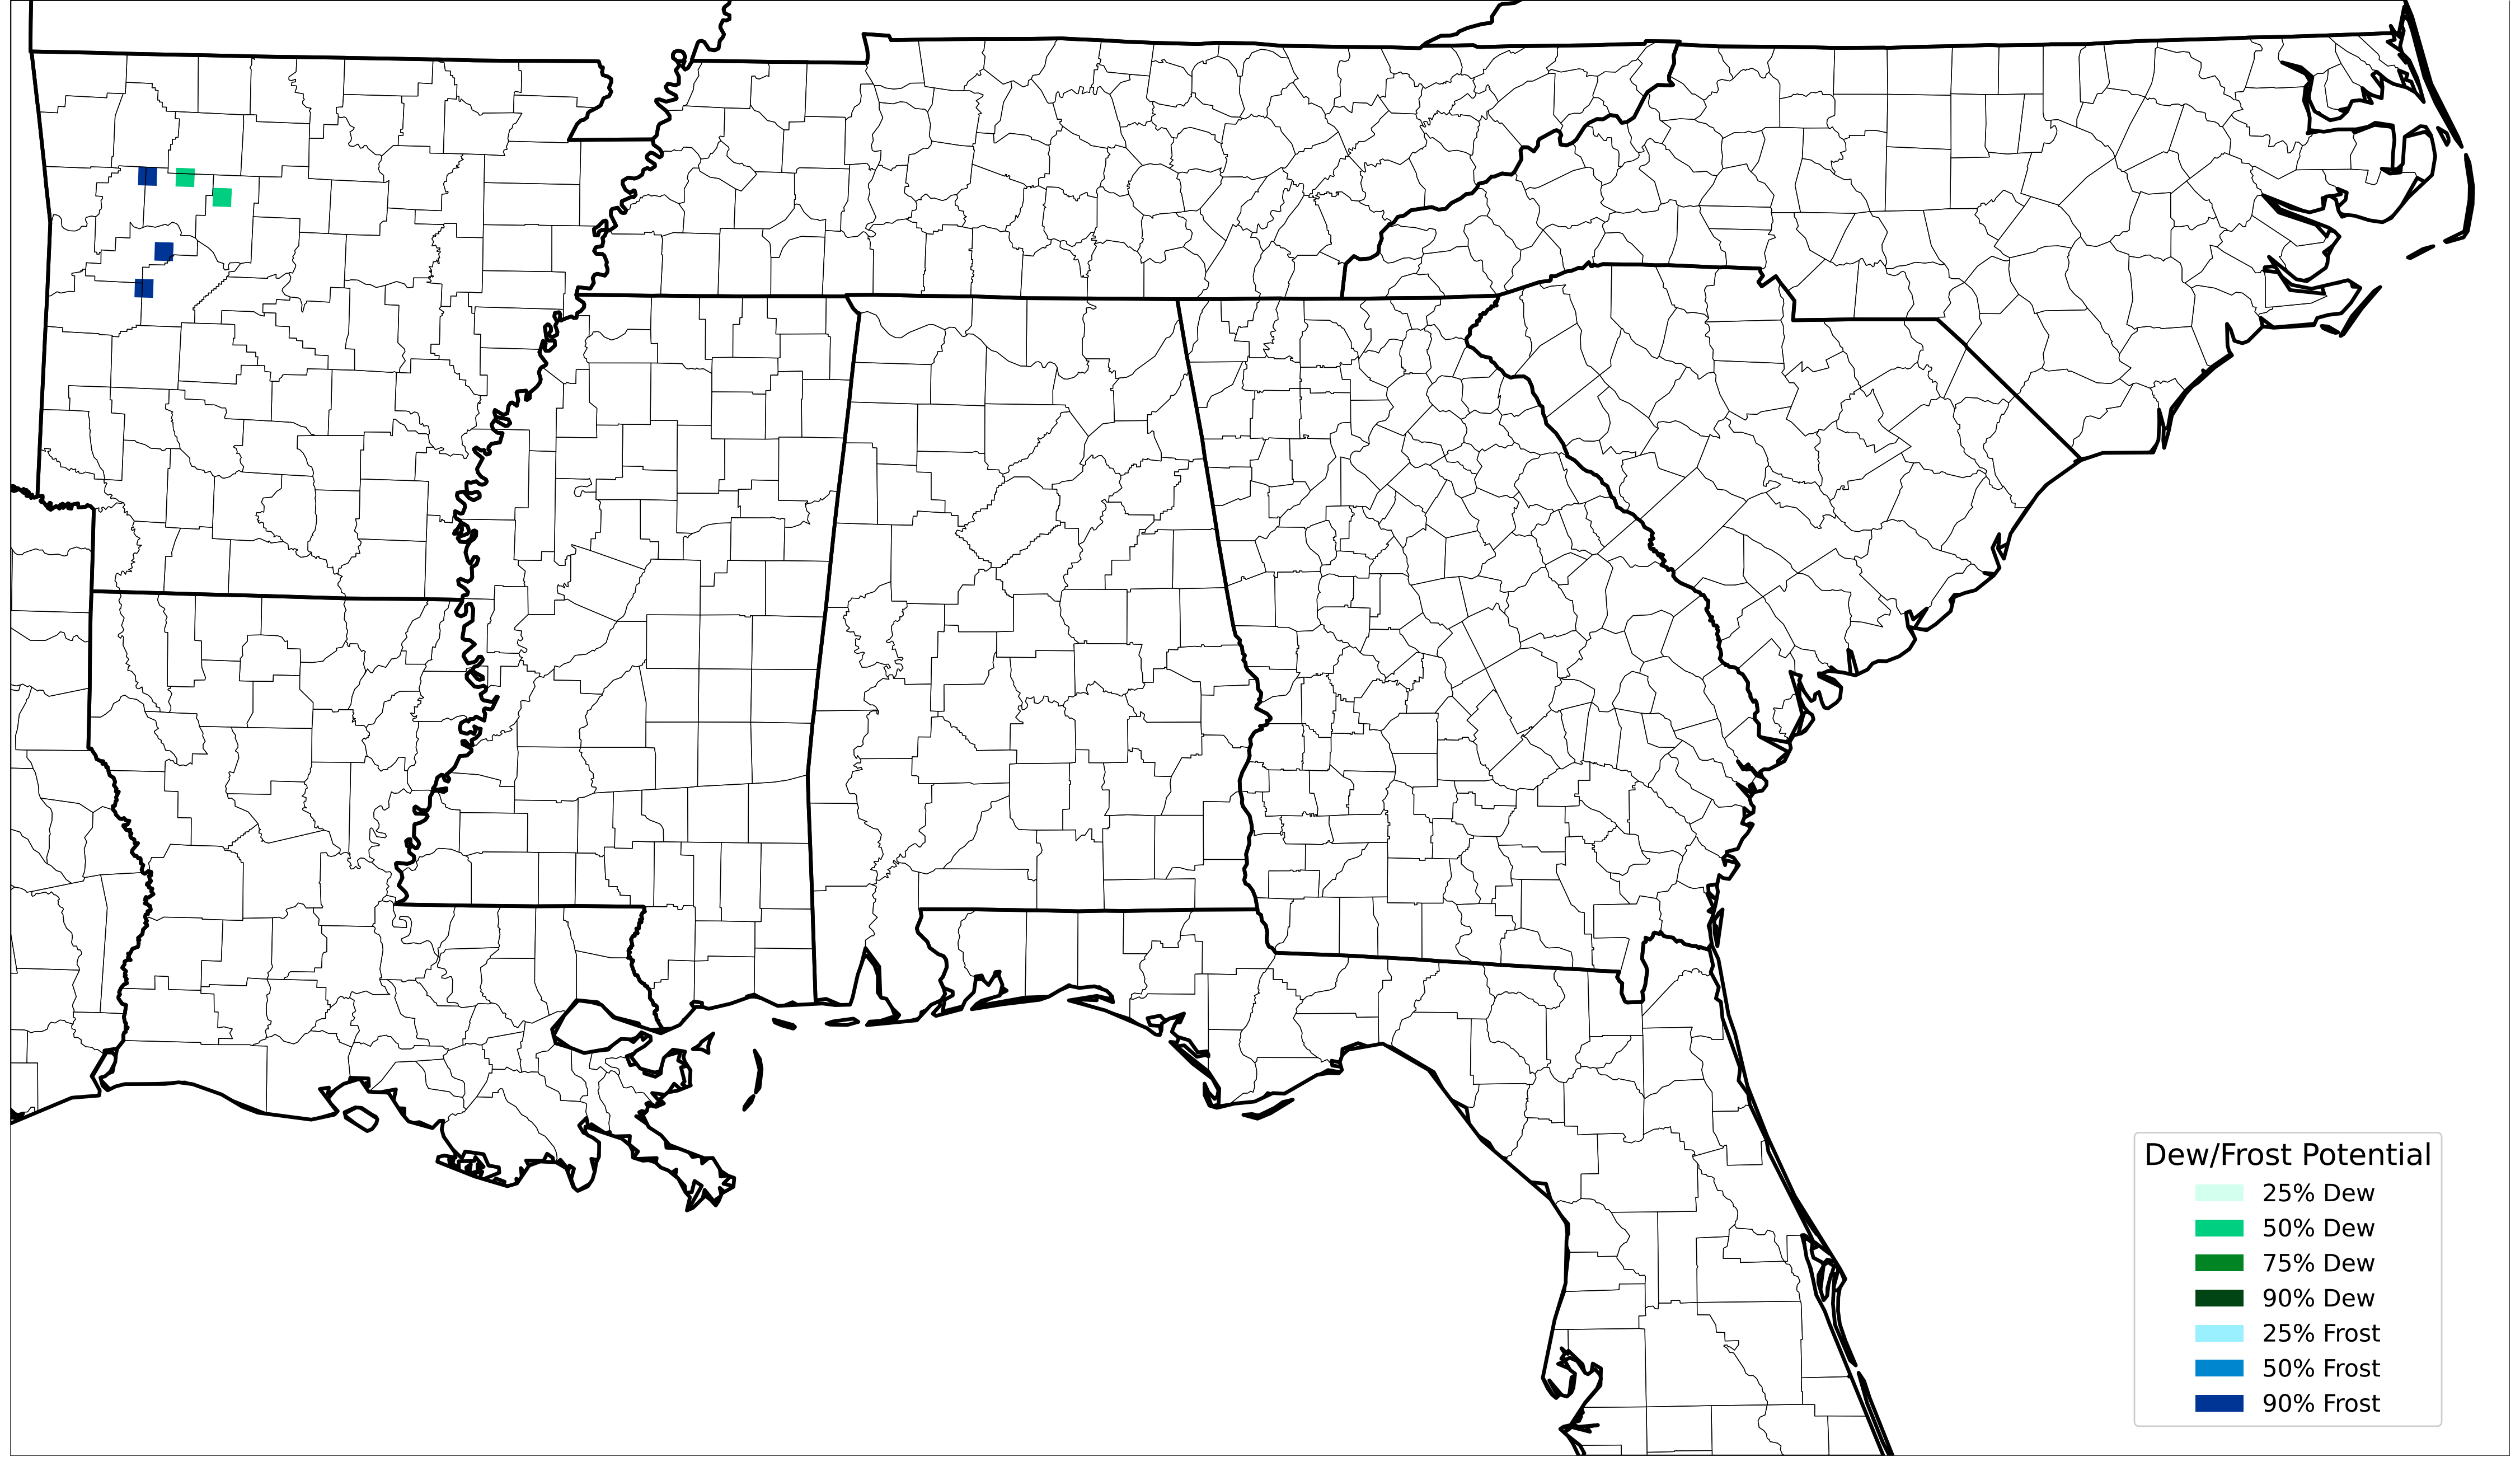 Dew/Frost Potential
25% Dew
50% Dew
75% Dew
90% Dew
25% Frost
50% Frost
90% Frost